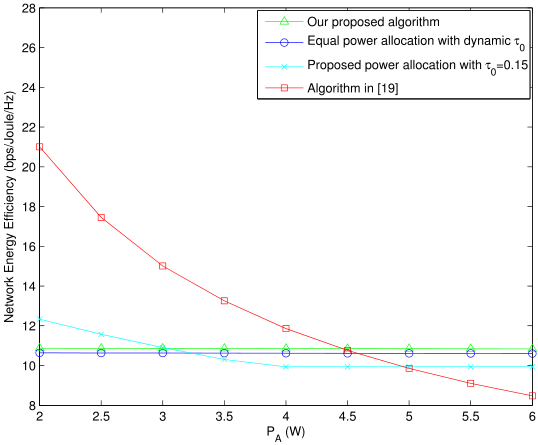 Our proposed algorithm
Equal power allocation with dynamic τ0
Proposed power allocation with τ0=0.15
Algorithm in [19]
Network Energy Efficiency (bps/Joule/Hz)
28
26
24
22
20
18
16
14
12
10
8
2 2.5 3 3.5 4 4.5 5 5.5 6
PA (W)